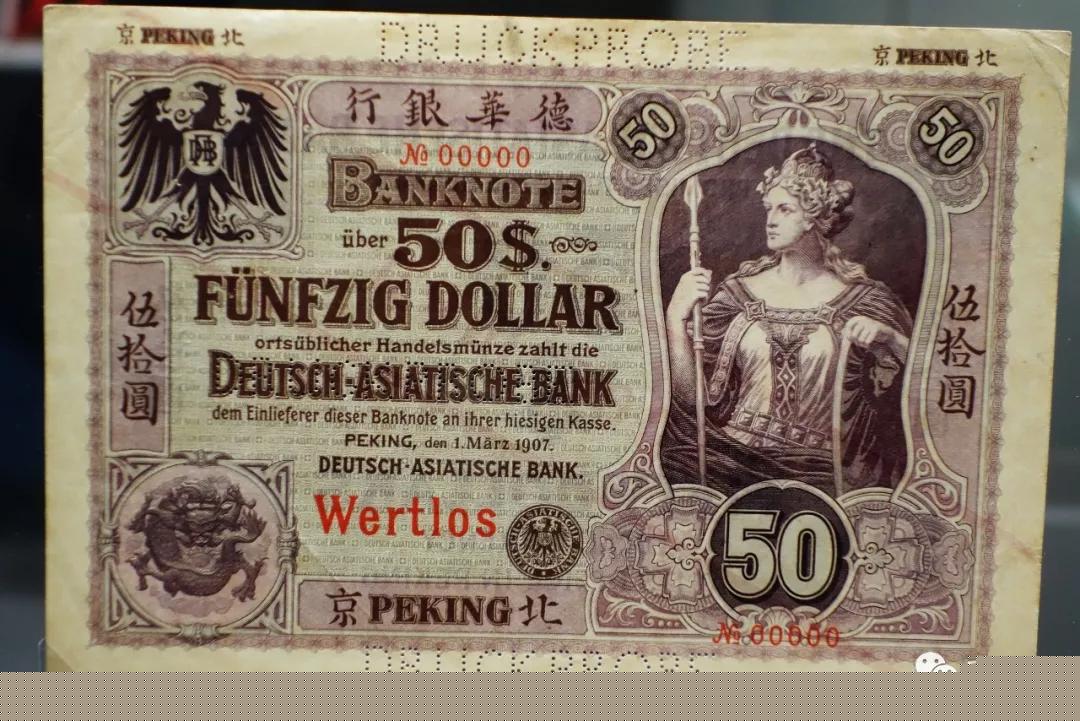 京 PEKING 北
DRUCKPROBE
京 PEKING 北
行銀華德
50
50
DAB
№ 00000
BANKNOTE
über 50 $.
FÜNFZIG DOLLAR
ortsüblicher Handelsmünze zahlt die
DEUTSCH-ASIATISCHE BANK
dem Einlieferer dieser Banknote an ihrer hiesigen Kasse.
PEKING, den 1. März 1907.
DEUTSCH-ASIATISCHE BANK.
伍拾圓
伍拾圓
Wertlos
50
京 PEKING 北
№ 00000
DRUCKPROBE